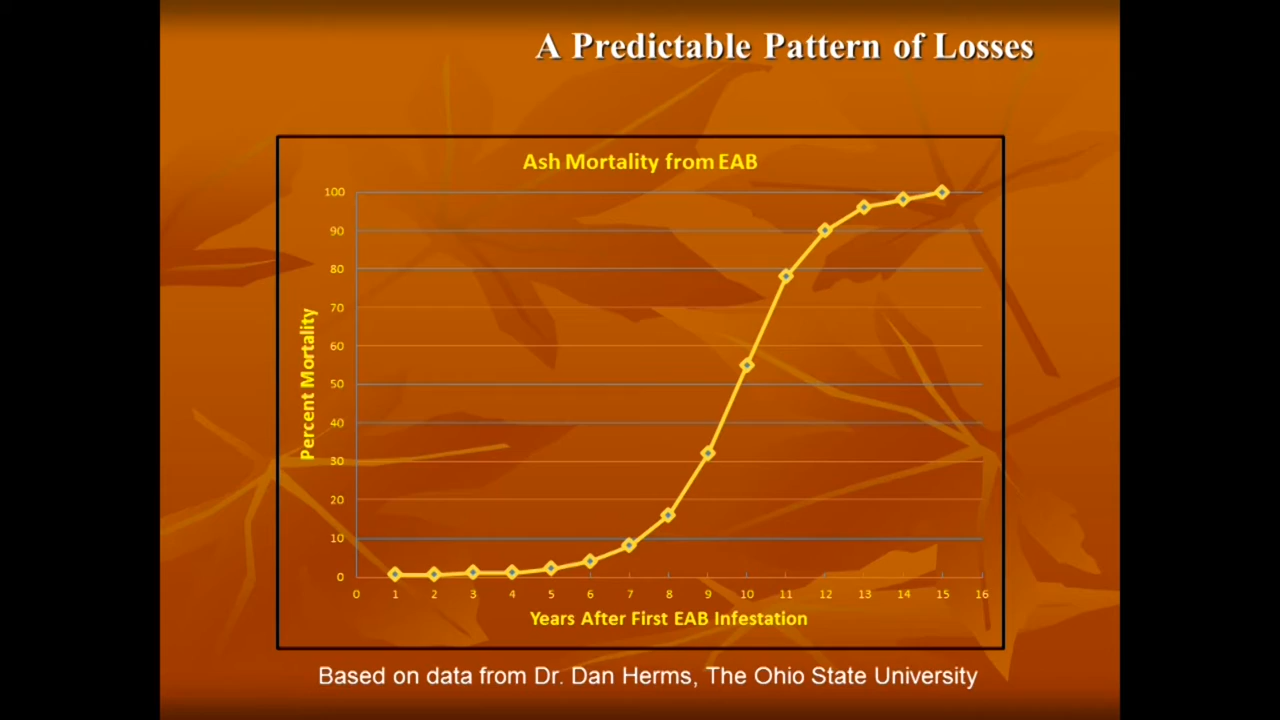 A Predictable Pattern of Losses
Ash Mortality from EAB
100
90
80
70
60
50
40
30
20
10
0
Percent Mortality
0 1 2 3 4 5 6 7 8 9 10 11 12 13 14 15 16
Years After First EAB Infestation
Based on data from Dr. Dan Herms, The Ohio State University